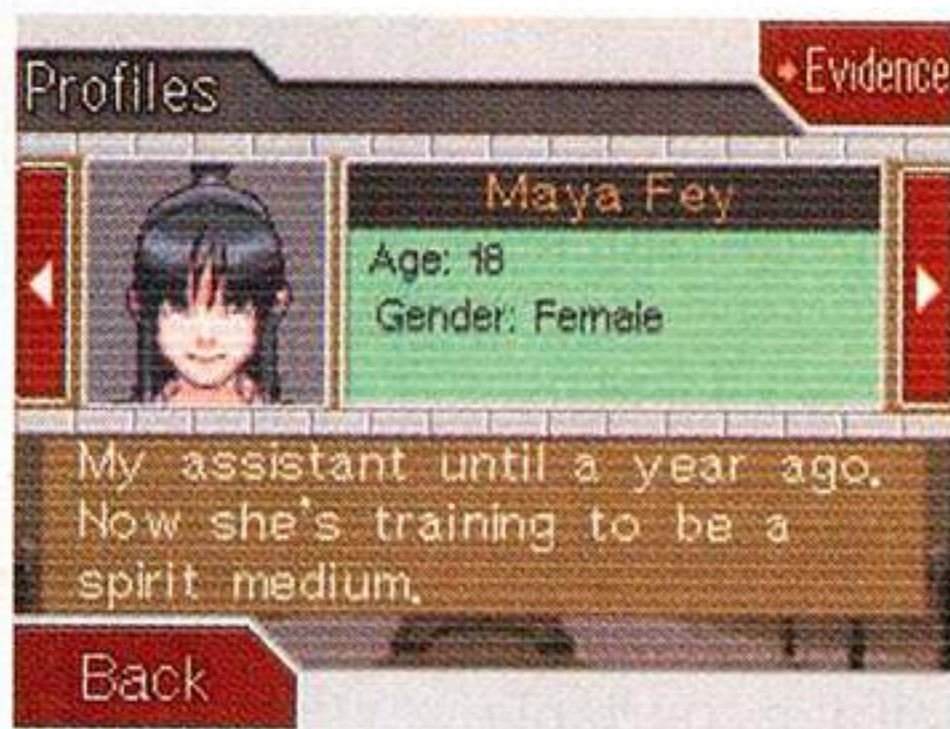 Profiles
Evidence
Maya Fey
Age: 18
Gender: Female
My assistant until a year ago.
Now she's training to be a
spirit medium.
Back